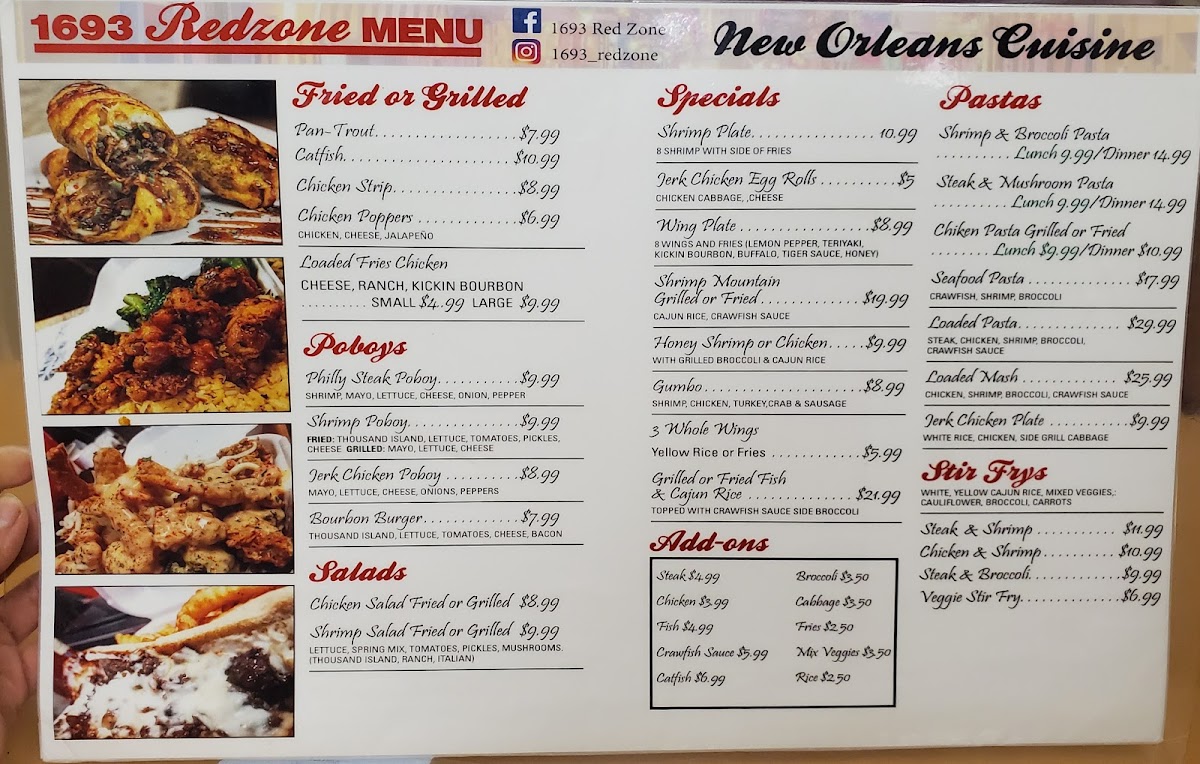 1693 Redzone MENU
1693 Red Zone
1693_redzone
New Orleans Cuisine
Fried or Grilled
Pan-Trout....................$7.99
Catfish........................$10.99
Chicken Strip..................$8.99
Chicken Poppers ...............$6.99
CHICKEN, CHEESE, JALAPEÑO
Loaded Fries Chicken
CHEESE, RANCH, KICKIN BOURBON
.......... SMALL $4.99 LARGE $9.99
Poboys
Philly Steak Poboy............$9.99
SHRIMP, MAYO, LETTUCE, CHEESE, ONION, PEPPER
Shrimp Poboy................$9.99
FRIED: THOUSAND ISLAND, LETTUCE, TOMATOES, PICKLES,
CHEESE GRILLED: MAYO, LETTUCE, CHEESE
Jerk Chicken Poboy ...........$8.99
MAYO, LETTUCE, CHEESE, ONIONS, PEPPERS
Bourbon Burger..............$7.99
THOUSAND ISLAND, LETTUCE, TOMATOES, CHEESE, BACON
Salads
Chicken Salad Fried or Grilled $8.99
Shrimp Salad Fried or Grilled $9.99
LETTUCE, SPRING MIX, TOMATOES, PICKLES, MUSHROOMS.
(THOUSAND ISLAND, RANCH, ITALIAN)
Specials
Shrimp Plate.................. 10.99
8 SHRIMP WITH SIDE OF FRIES
Jerk Chicken Egg Rolls ..........$5
CHICKEN CABBAGE, ,CHEESE
Wing Plate ...................$8.99
8 WINGS AND FRIES (LEMON PEPPER, TERIYAKI,
KICKIN BOURBON, BUFFALO, TIGER SAUCE, HONEY)
Shrimp Mountain
Grilled or Fried...............$19.99
CAJUN RICE, CRAWFISH SAUCE
Honey Shrimp or Chicken.....$9.99
WITH GRILLED BROCCOLI & CAJUN RICE
Gumbo.......................$8.99
SHRIMP, CHICKEN, TURKEY,CRAB & SAUSAGE
3 Whole Wings
Yellow Rice or Fries ............$5.99
Grilled or Fried Fish
& Cajun Rice ................$21.99
TOPPED WITH CRAWFISH SAUCE SIDE BROCCOLI
Add-ons
Steak $4.99
Chicken $3.99
Fish $4.99
Crawfish Sauce $5.99
Catfish $6.99
Broccoli $3.50
Cabbage $3.50
Fries $2.50
Mix Veggies $3.50
Rice $2.50
Pastas
Shrimp & Broccoli Pasta
.......... Lunch 9.99/Dinner 14.99
Steak & Mushroom Pasta
.......... Lunch 9.99/Dinner 14.99
Chiken Pasta Grilled or Fried
........ Lunch $9.99/Dinner $10.99
Seafood Pasta ................$17.99
CRAWFISH, SHRIMP, BROCCOLI
Loaded Pasta................$29.99
STEAK, CHICKEN, SHRIMP, BROCCOLI,
CRAWFISH SAUCE
Loaded Mash ................$25.99
CHICKEN, SHRIMP, BROCCOLI, CRAWFISH SAUCE
Jerk Chicken Plate .............$9.99
WHITE RICE, CHICKEN, SIDE GRILL CABBAGE
Stir Frys
WHITE, YELLOW CAJUN RICE, MIXED VEGGIES,:
CAULIFLOWER, BROCCOLI, CARROTS
Steak & Shrimp .............. $11.99
Chicken & Shrimp............$10.99
Steak & Broccoli..............$9.99
Veggie Stir Fry................$6.99